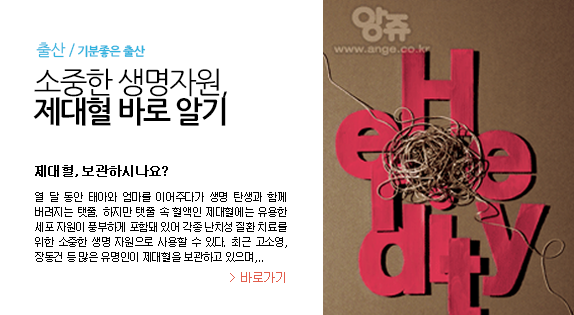 출산 / 기분좋은 출산
소중한 생명자원,
제대혈 바로 알기
제대혈, 보관하시나요?
열 달 동안 태아와 엄마를 이어주다가 생명 탄생과 함께
버려지는 탯줄. 하지만 탯줄 속 혈액인 제대혈에는 유용한
세포 자원이 풍부하게 포함돼 있어 각종 난치성 질환 치료를
위한 소중한 생명 자원으로 사용할 수 있다. 최근 고소영,
장동건 등 많은 유명인이 제대혈을 보관하고 있으며,..
> 바로가기
앙쥬
www.ange.co.kr
H
e e
r
d i t y